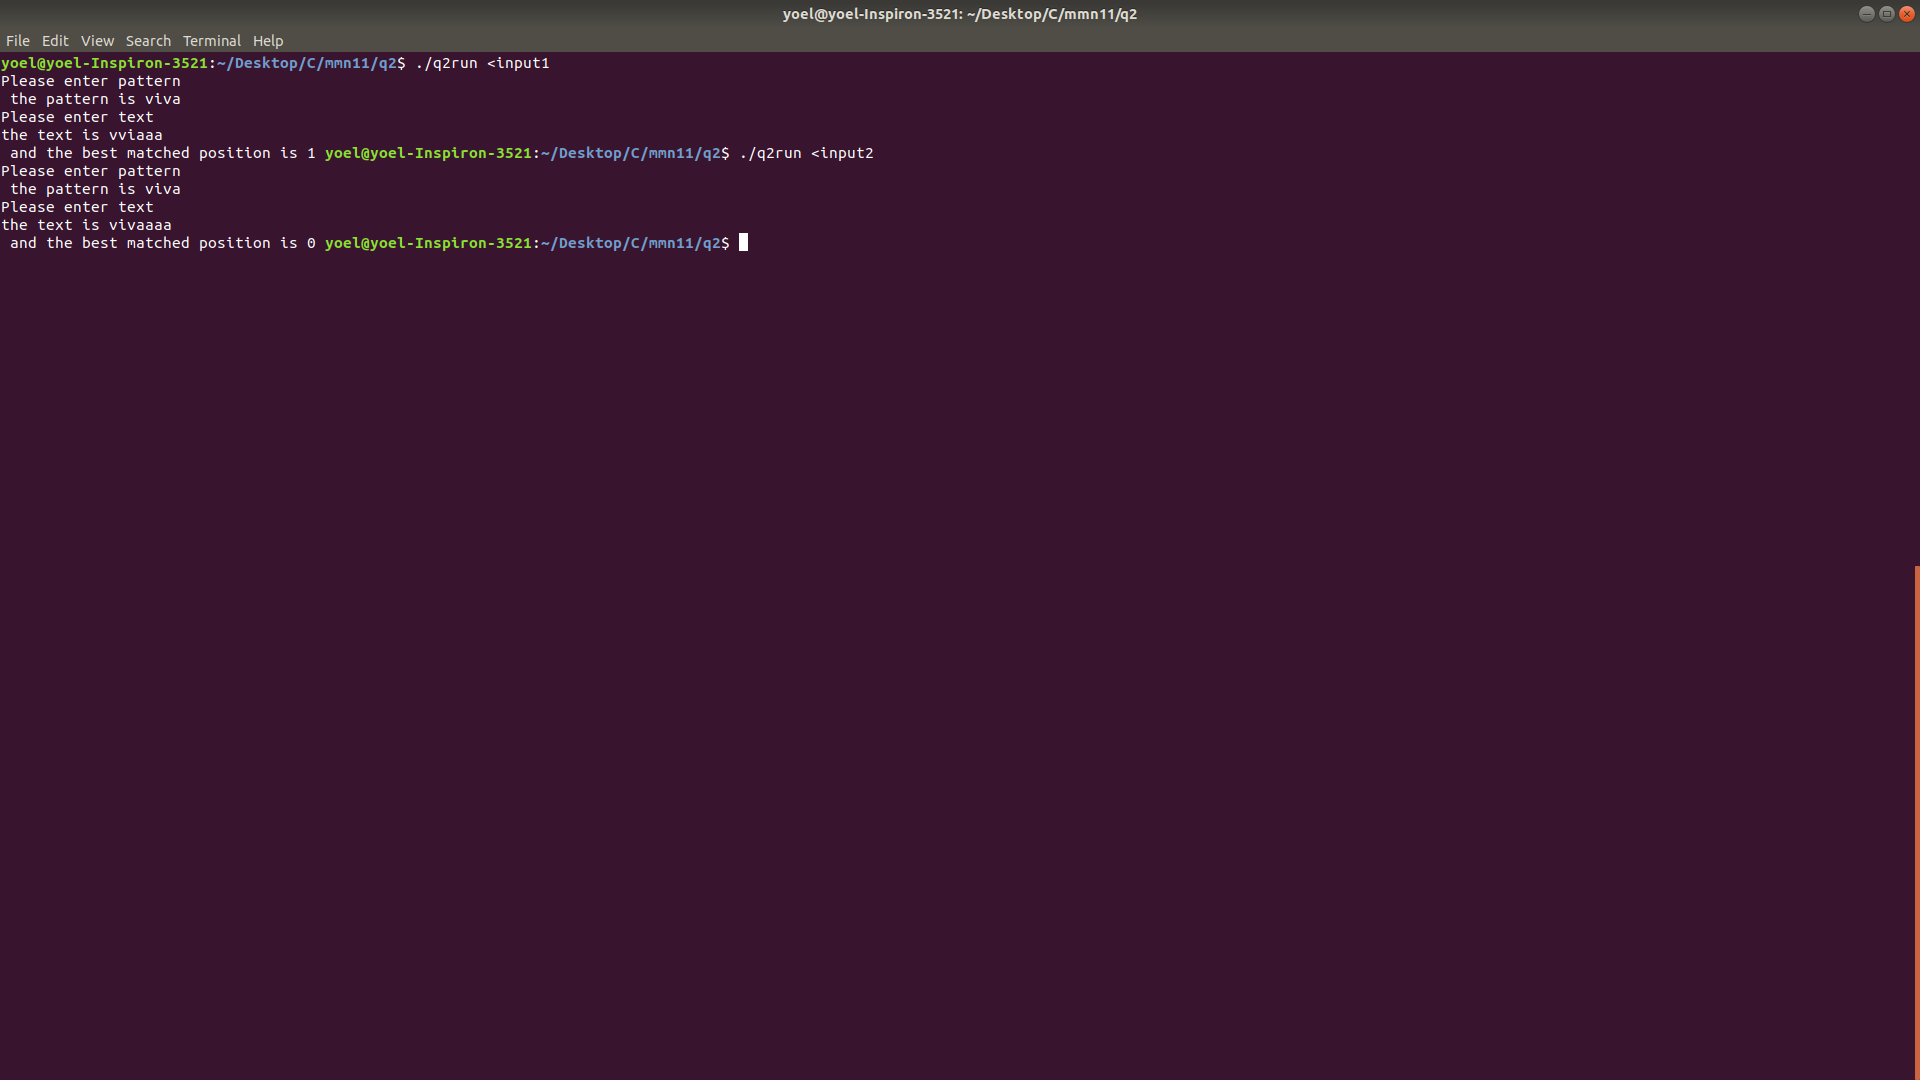 yoel@yoel-Inspiron-3521: ~/Desktop/C/mmn11/q2
File Edit View Search Terminal Help
yoel@yoel-Inspiron-3521:~/Desktop/C/mmn11/q2$ ./q2run <input1
Please enter pattern
 the pattern is viva
Please enter text
the text is vviaaa
 and the best matched position is 1 yoel@yoel-Inspiron-3521:~/Desktop/C/mmn11/q2$ ./q2run <input2
Please enter pattern
 the pattern is viva
Please enter text
the text is vivaaaa
 and the best matched position is 0 yoel@yoel-Inspiron-3521:~/Desktop/C/mmn11/q2$